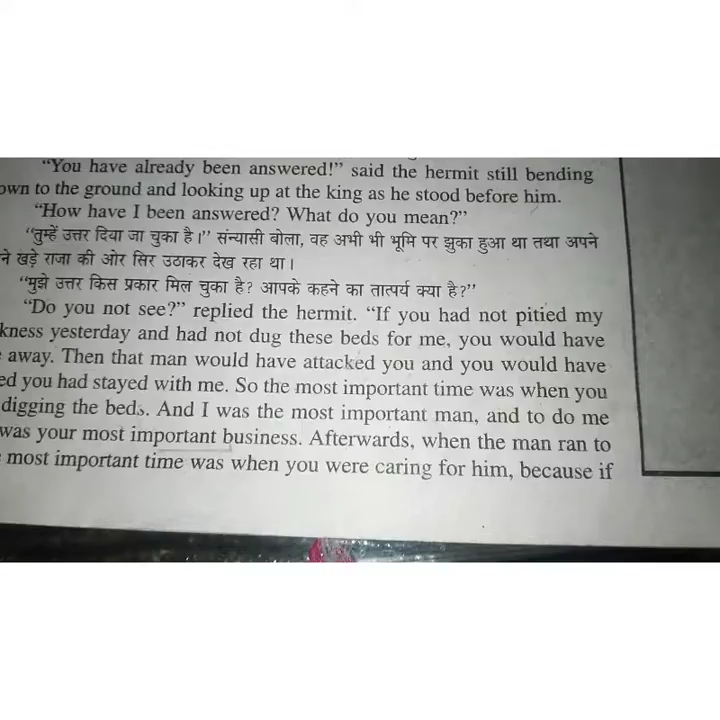 "You have already been answered!" said the hermit still bending
own to the ground and looking up at the king as he stood before him.
"How have I been answered? What do you mean?"
"तुम्हें उत्तर दिया जा चुका है।" संन्यासी बोला, वह अभी भी भूमि पर झुका हुआ था तथा अपने
ने खड़े राजा की ओर सिर उठाकर देख रहा था।
"मुझे उत्तर किस प्रकार मिल चुका है? आपके कहने का तात्पर्य क्या है?"
"Do you not see?" replied the hermit. "If you had not pitied my
kness yesterday and had not dug these beds for me, you would have
away. Then that man would have attacked you and you would have
ed you had stayed with me. So the most important time was when you
digging the beds. And I was the most important man, and to do me
was your most important business. Afterwards, when the man ran to
most important time was when you were caring for him, because if